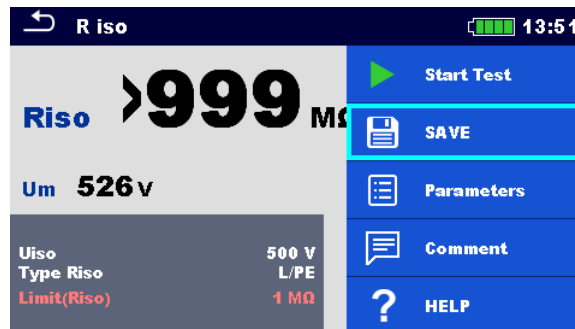 R iso 13:51
Riso >999 MΩ
Um 526 V
Uiso 500 V
Type Riso L/PE
Limit(Riso) 1 MΩ
Start Test
SAVE
Parameters
Comment
? HELP